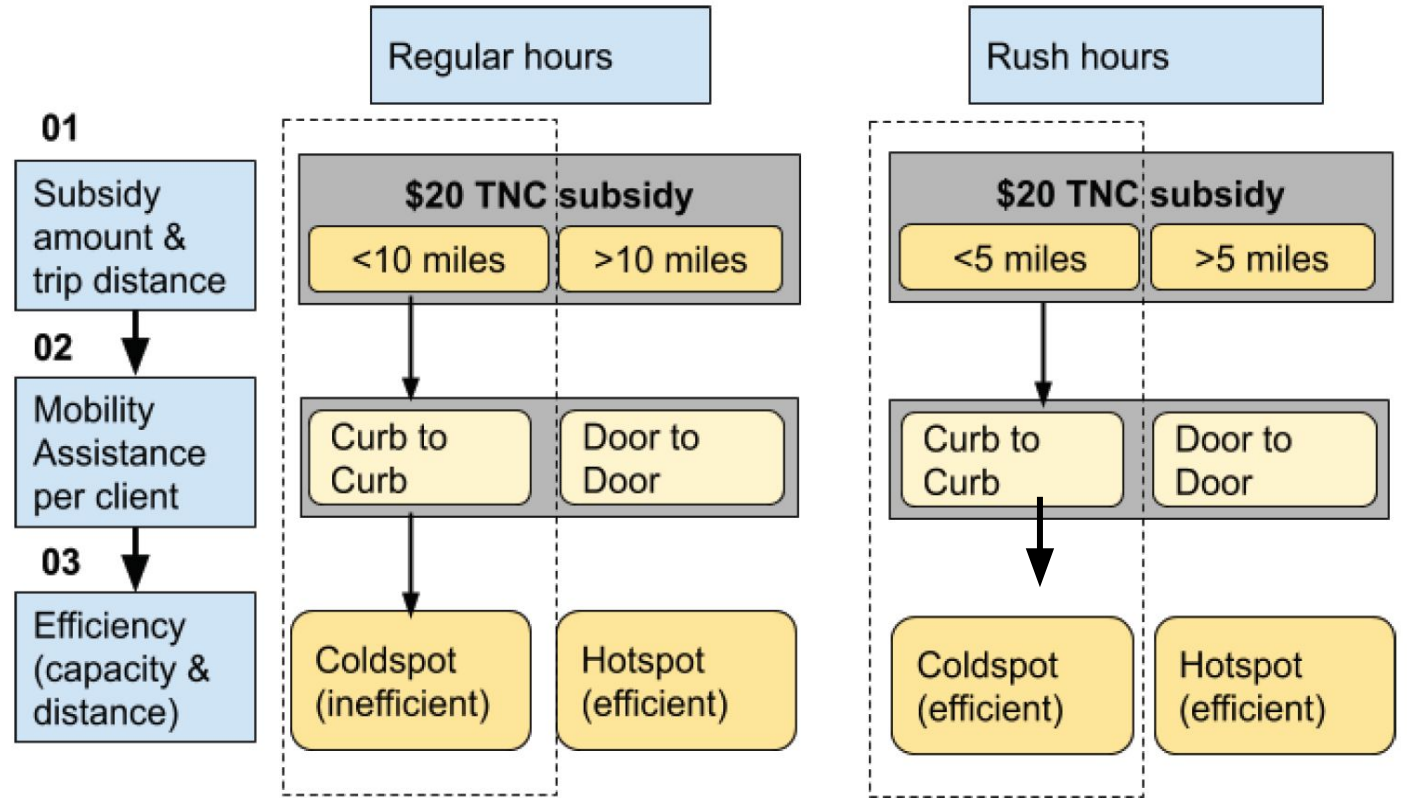 Regular hours
Rush hours
01
Subsidy
amount &
trip distance
$20 TNC subsidy
<10 miles
>10 miles
$20 TNC subsidy
<5 miles
>5 miles
02
Mobility
Assistance
per client
Curb to
Curb
Door to
Door
Curb to
Curb
Door to
Door
03
Efficiency
(capacity &
distance)
Coldspot
(inefficient)
Hotspot
(efficient)
Coldspot
(efficient)
Hotspot
(efficient)